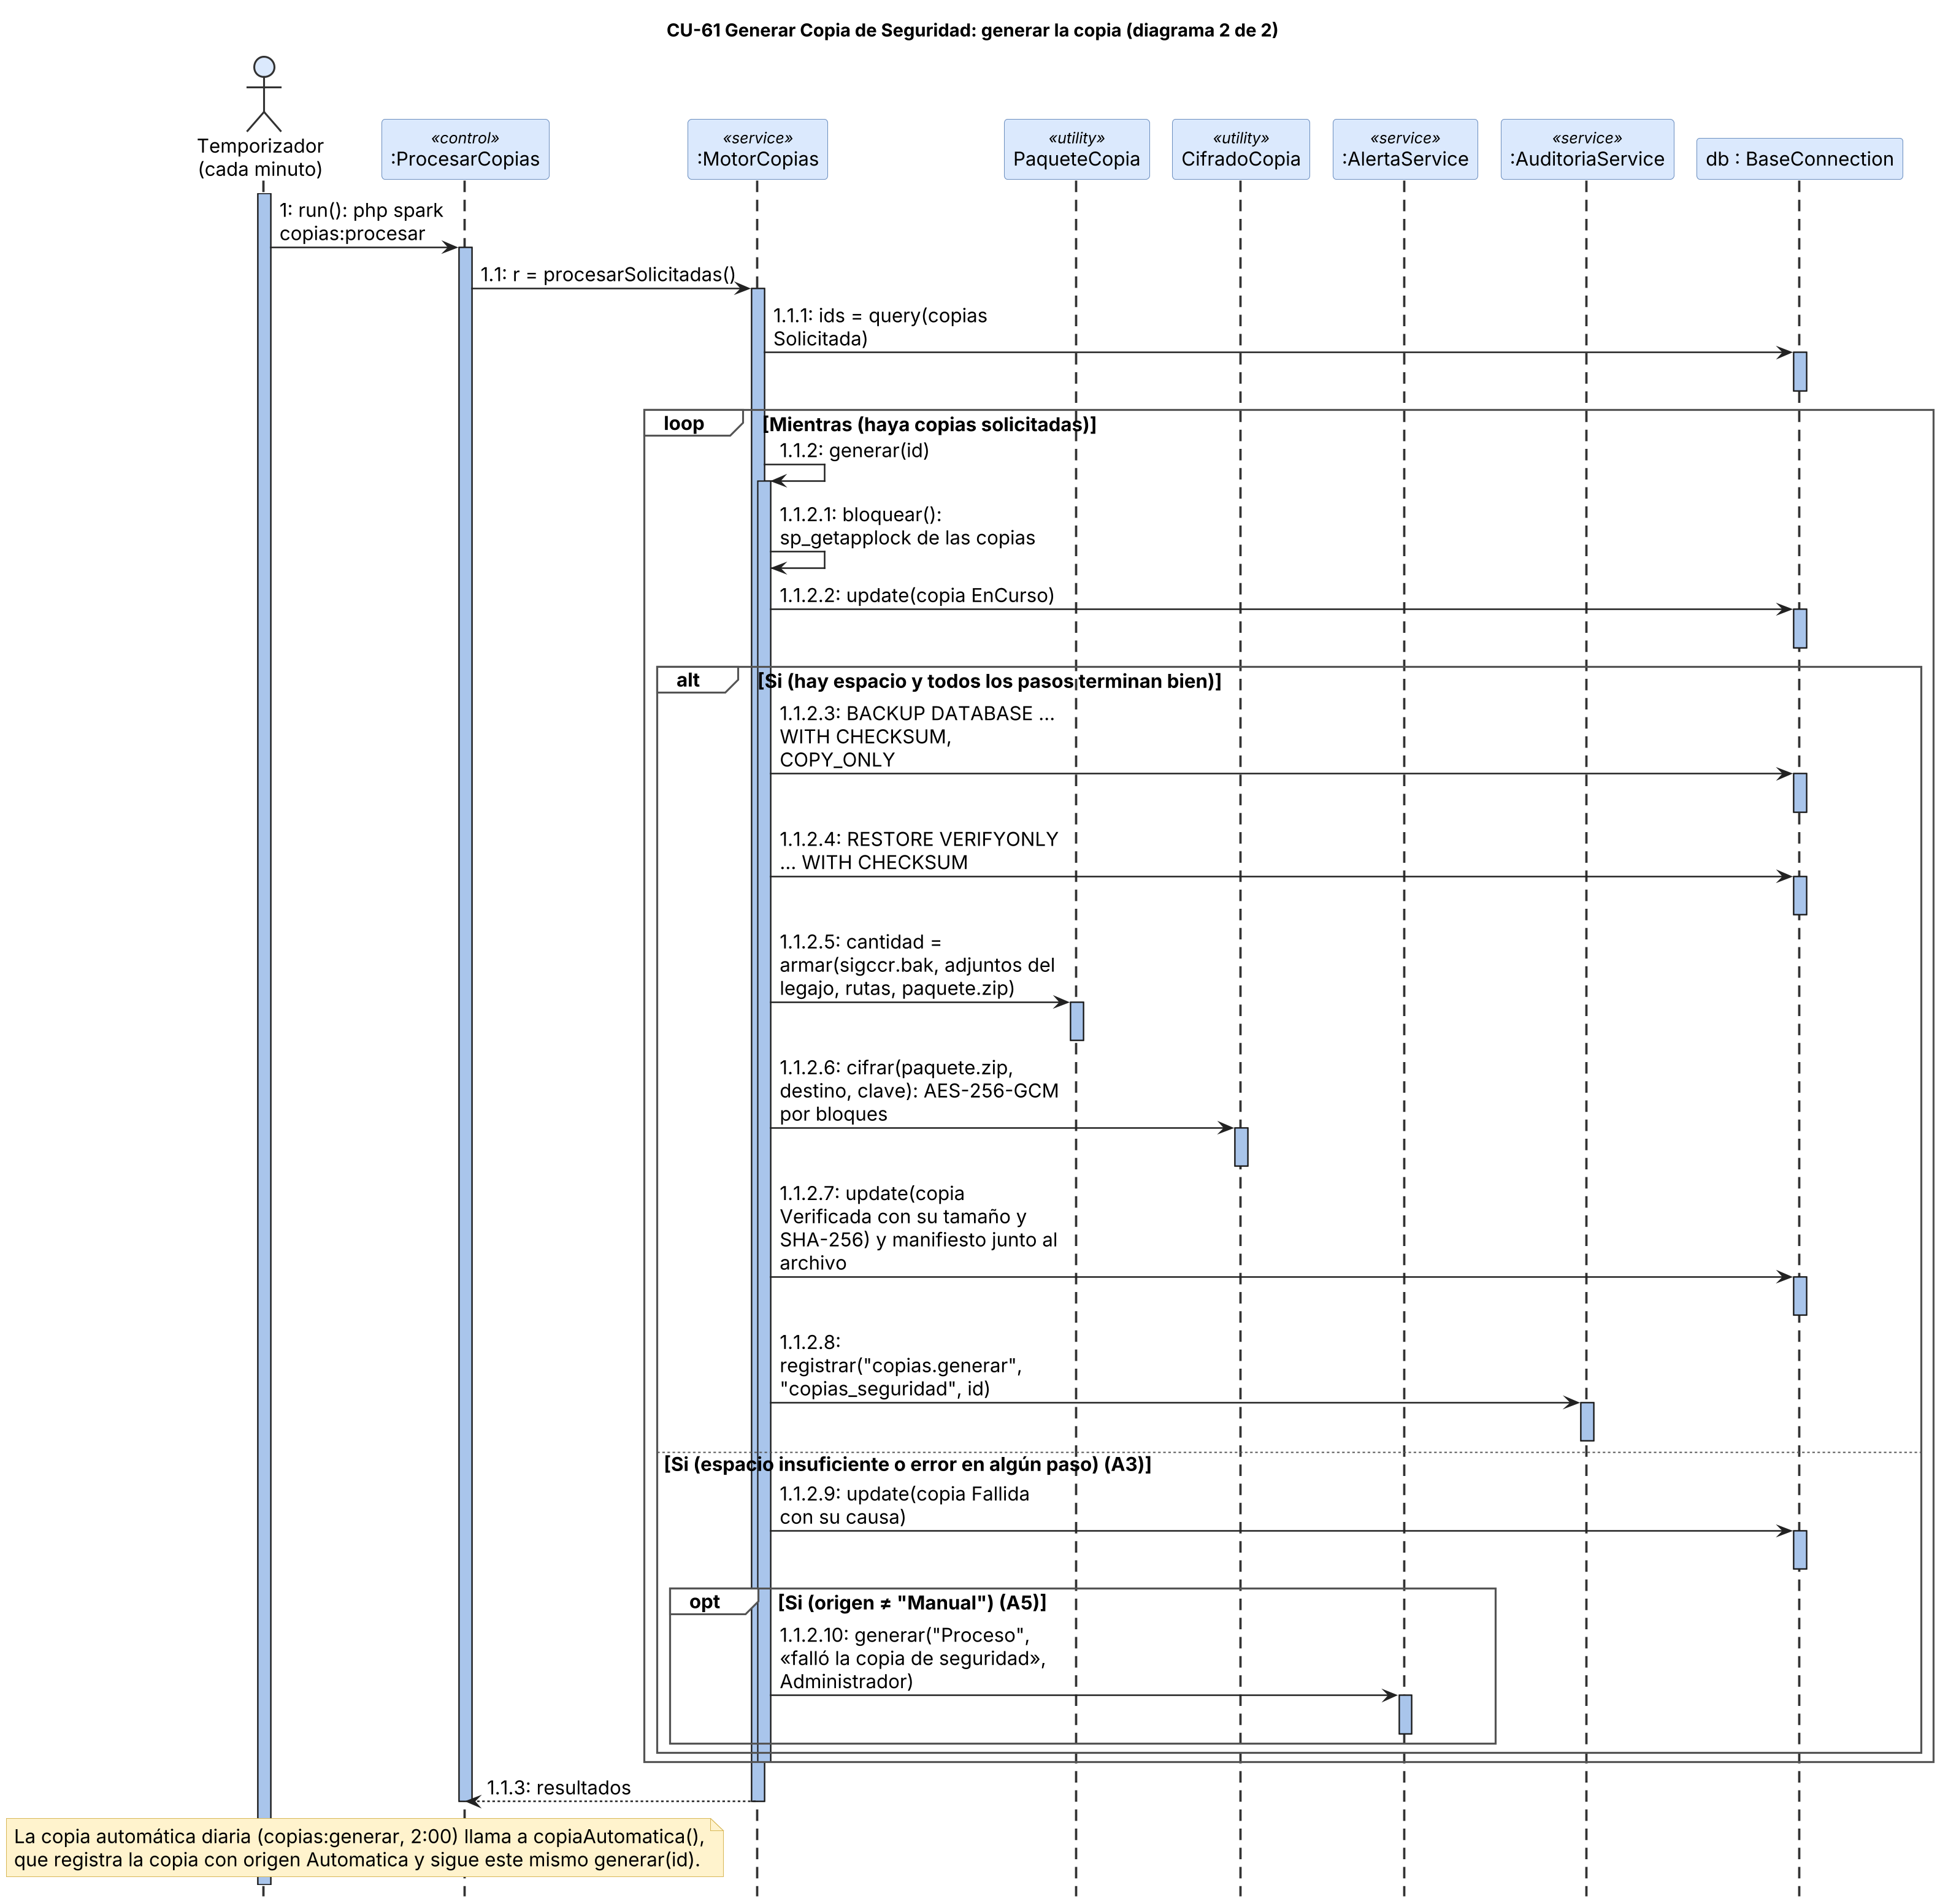 CU-61 Generar Copia de Seguridad: generar la copia (diagrama 2 de 2)
Temporizador
(cada minuto)
«control»
:ProcesarCopias
«service»
:MotorCopias
«utility»
PaqueteCopia
«utility»
CifradoCopia
«service»
:AlertaService
«service»
:AuditoriaService
db : BaseConnection
1: run(): php spark
copias:procesar
1.1: r = procesarSolicitadas()
1.1.1: ids = query(copias
Solicitada)
loop
[Mientras (haya copias solicitadas)]
1.1.2: generar(id)
1.1.2.1: bloquear():
sp_getapplock de las copias
1.1.2.2: update(copia EnCurso)
alt
[Si (hay espacio y todos los pasos terminan bien)]
1.1.2.3: BACKUP DATABASE ...
WITH CHECKSUM,
COPY_ONLY
1.1.2.4: RESTORE VERIFYONLY
... WITH CHECKSUM
1.1.2.5: cantidad =
armar(sigccr.bak, adjuntos del
legajo, rutas, paquete.zip)
1.1.2.6: cifrar(paquete.zip,
destino, clave): AES-256-GCM
por bloques
1.1.2.7: update(copia
Verificada con su tamaño y
SHA-256) y manifiesto junto al
archivo
1.1.2.8:
registrar("copias.generar",
"copias_seguridad", id)
[Si (espacio insuficiente o error en algún paso) (A3)]
1.1.2.9: update(copia Fallida
con su causa)
opt
[Si (origen ≠ "Manual") (A5)]
1.1.2.10: generar("Proceso",
«falló la copia de seguridad»,
Administrador)
1.1.3: resultados
La copia automática diaria (copias:generar, 2:00) llama a copiaAutomatica(),
que registra la copia con origen Automatica y sigue este mismo generar(id).